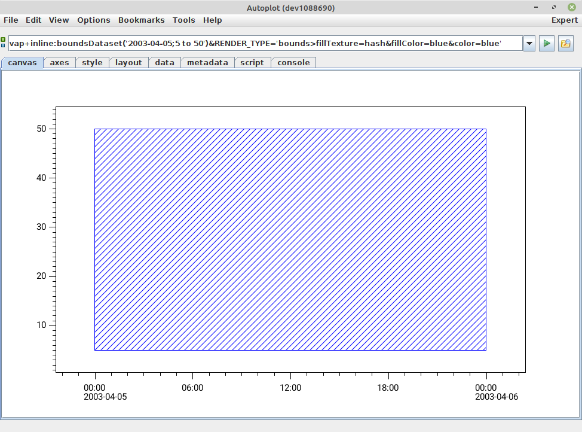 Autoplot (dev1088690)
File Edit View Options Bookmarks Tools Help Expert
vap+inline:boundsDataset('2003-04-05;5 to 50')&RENDER_TYPE='bounds>fillTexture=hash&fillColor=blue&color=blue'
canvas axes style layout data metadata script console
50
40
30
20
10
00:00 06:00 12:00 18:00 00:00
2003-04-05 2003-04-06